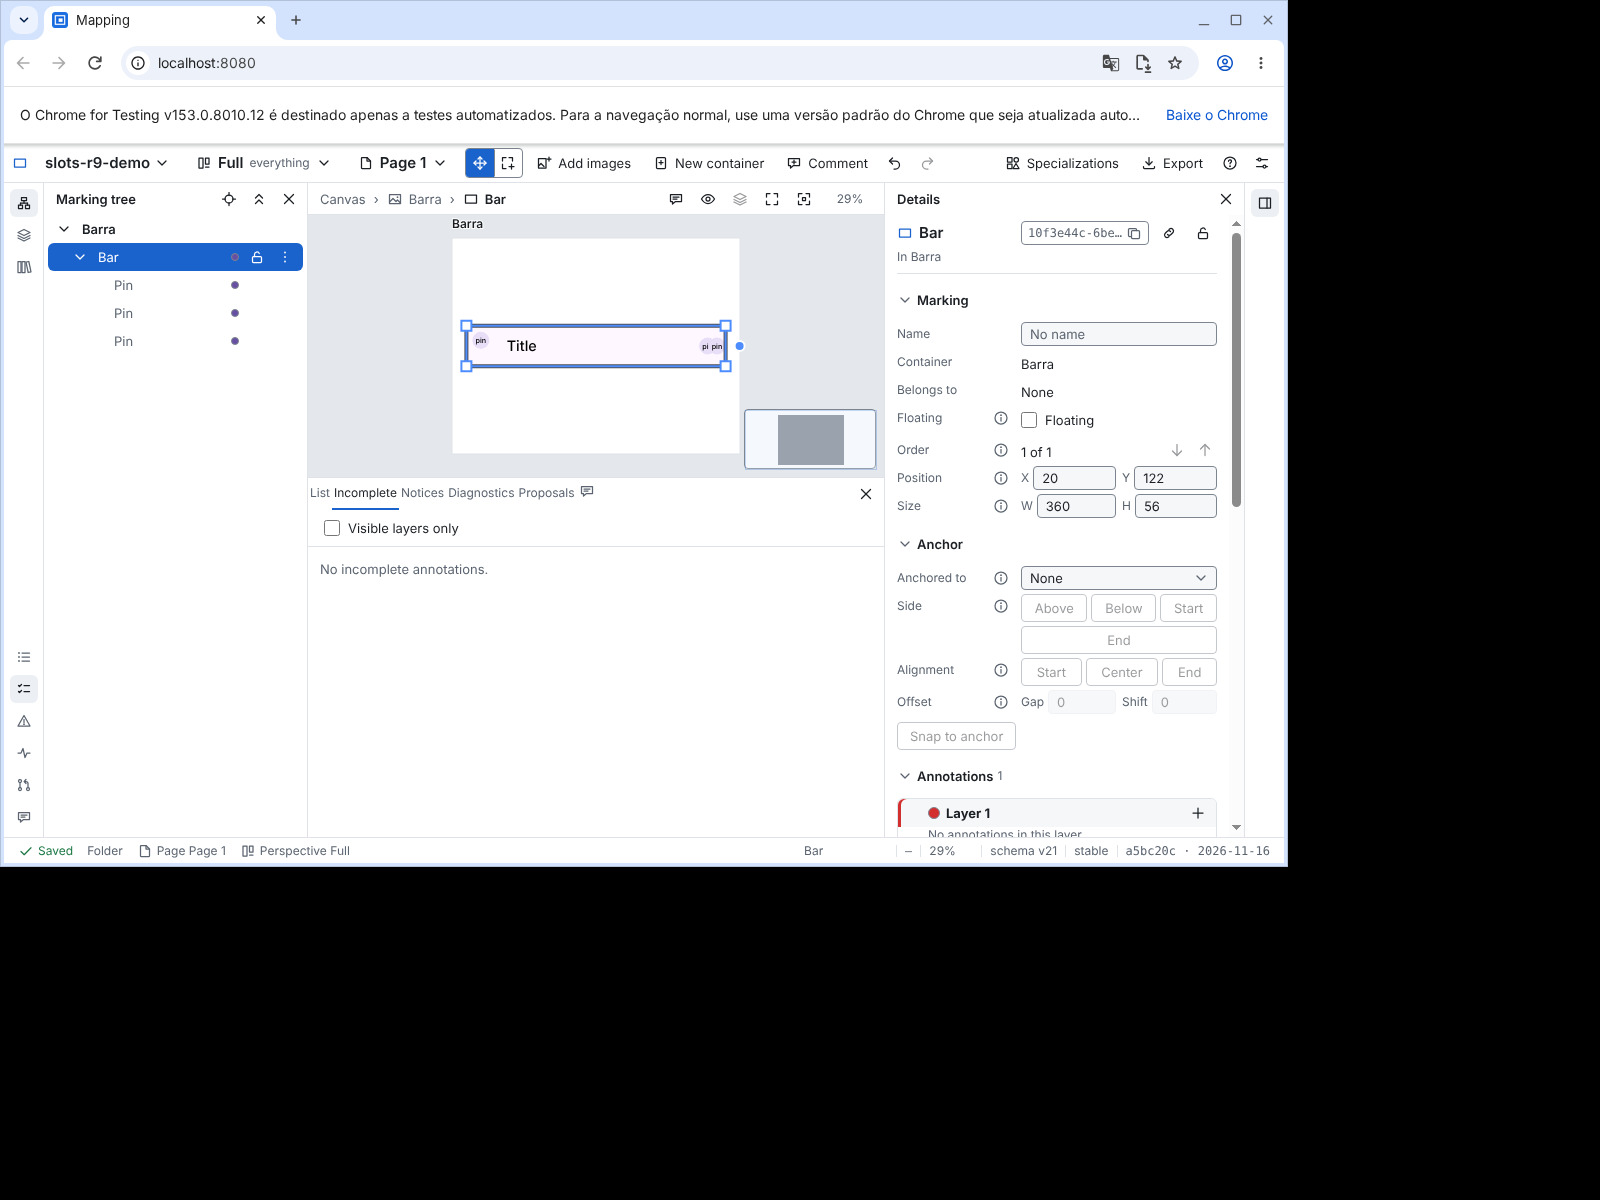 Mapping
localhost:8080
O Chrome for Testing v153.0.8010.12 é destinado apenas a testes automatizados. Para a navegação normal, use uma versão padrão do Chrome que seja atualizada auto...
Baixe o Chrome
slots-r9-demo
Full everything
Page 1
Add images
New container
Comment
Specializations
Export
Marking tree
Barra
Bar
Pin
Pin
Pin
Canvas › Barra › Bar
29%
Barra
pin
Title
pi
pin
List
Incomplete
Notices
Diagnostics
Proposals
Visible layers only
No incomplete annotations.
Details
Bar
10f3e44c-6be…
In Barra
Marking
Name
No name
Container
Barra
Belongs to
None
Floating
Floating
Order
1 of 1
Position
X 20
Y 122
Size
W 360
H 56
Anchor
Anchored to
None
Side
Above
Below
Start
End
Alignment
Start
Center
End
Offset
Gap 0
Shift 0
Snap to anchor
Annotations 1
Layer 1
No annotations in this layer
Saved
Folder
Page Page 1
Perspective Full
Bar
–
29%
schema v21
stable
a5bc20c · 2026-11-16